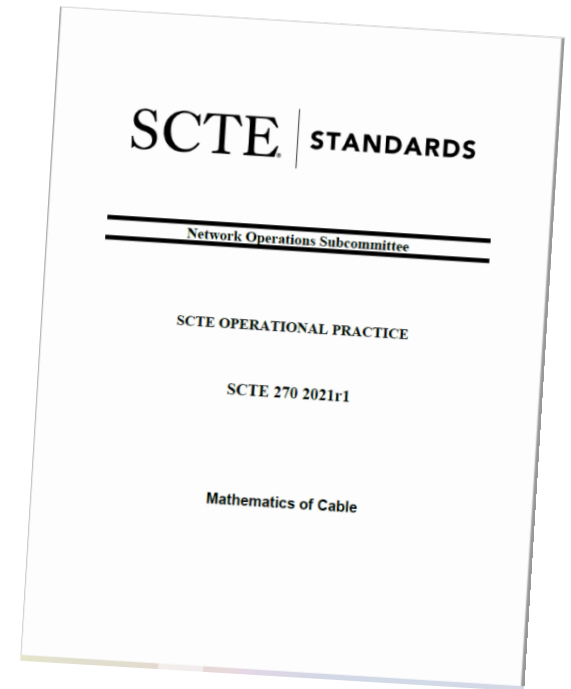 SCTE® | STANDARDS
Network Operations Subcommittee
SCTE OPERATIONAL PRACTICE
SCTE 270 2021r1
Mathematics of Cable